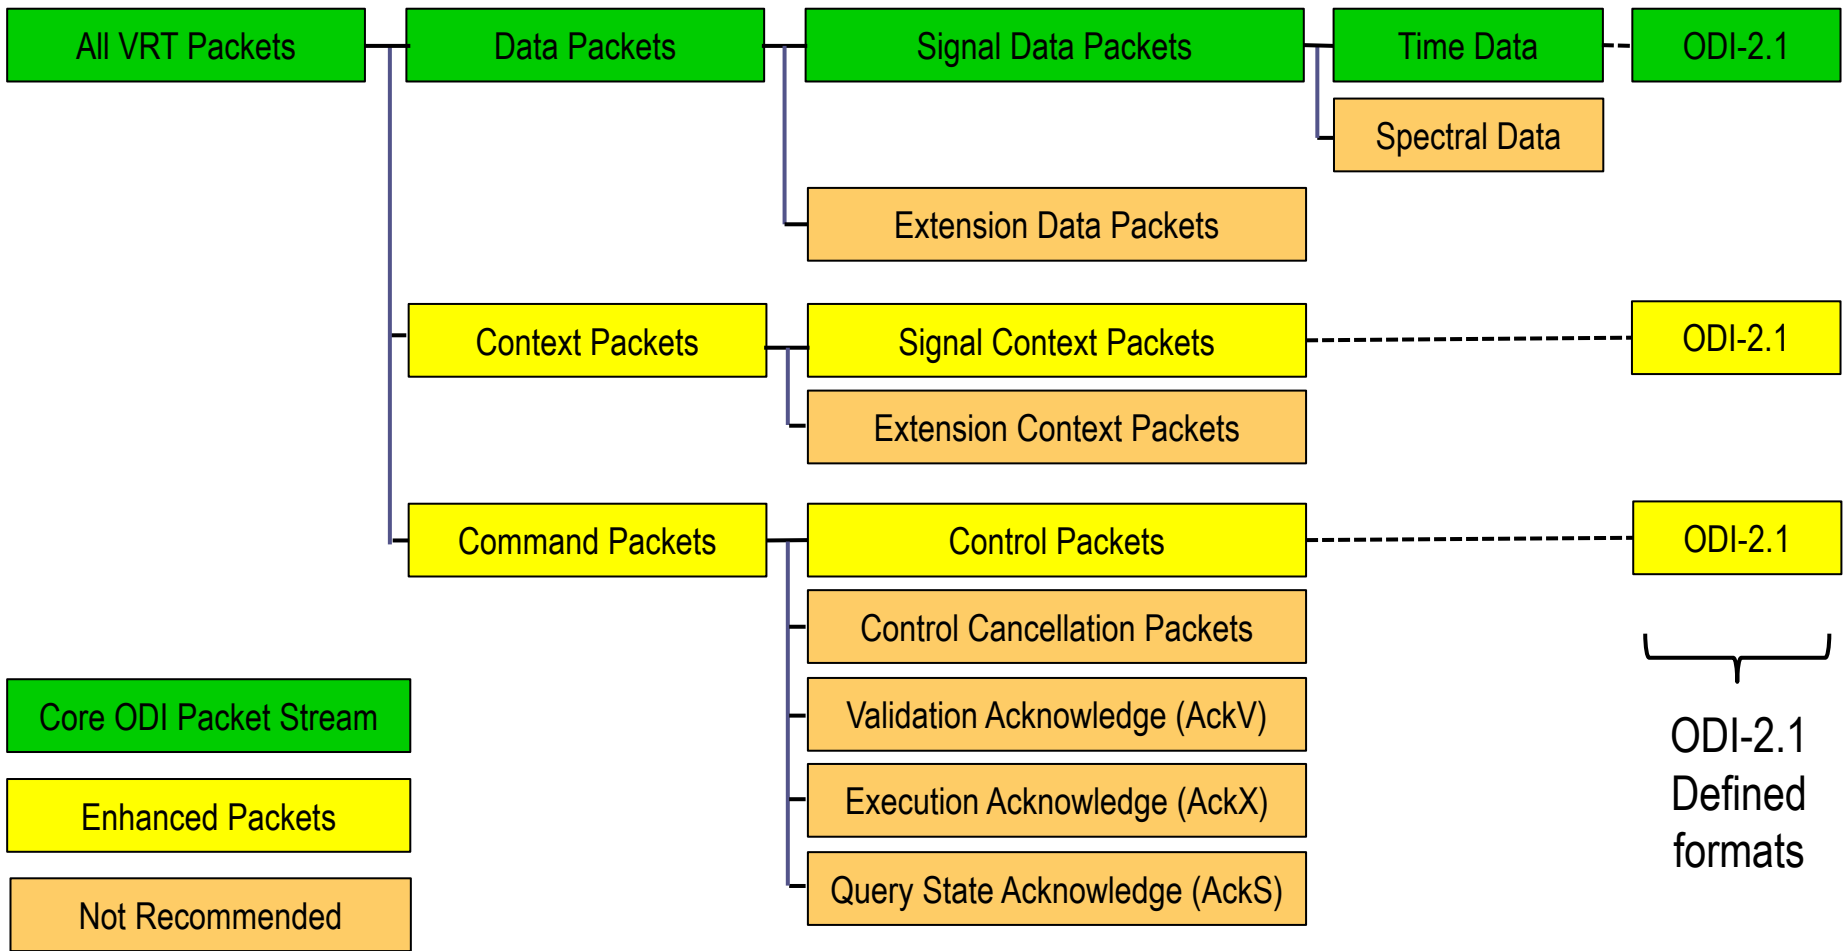 All VRT Packets
Data Packets
Signal Data Packets
Time Data
ODI-2.1
Spectral Data
Extension Data Packets
Context Packets
Signal Context Packets
ODI-2.1
Extension Context Packets
Command Packets
Control Packets
ODI-2.1
Control Cancellation Packets
Validation Acknowledge (AckV)
Execution Acknowledge (AckX)
Query State Acknowledge (AckS)
Core ODI Packet Stream
Enhanced Packets
Not Recommended
ODI-2.1
Defined
formats